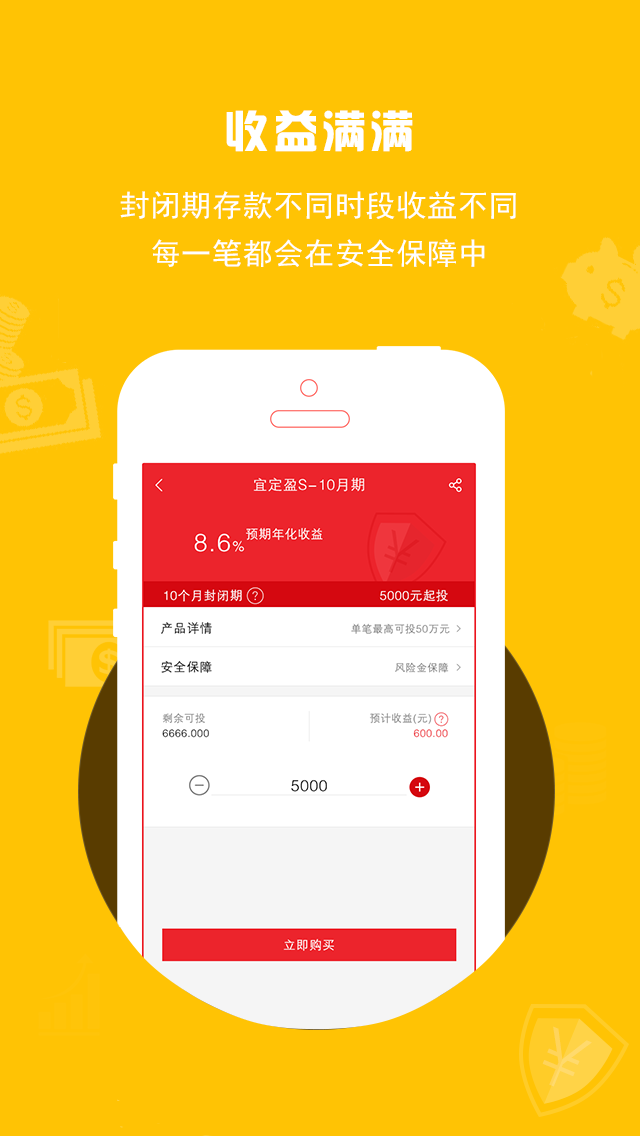 收益满满
封闭期存款不同时段收益不同
每一笔都会在安全保障中
宜定盈S-10月期
8.6% 预期年化收益
10个月封闭期 ? 5000元起投
产品详情 单笔最高可投50万元
安全保障 风险金保障
剩余可投 预计收益(元) ?
6666.000 600.00
5000
立即购买